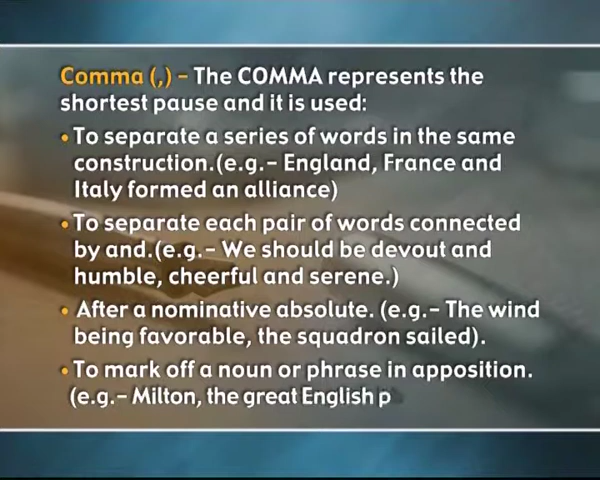 Comma (,) – The COMMA represents the
shortest pause and it is used:
• To separate a series of words in the same
construction.(e.g.– England, France and
Italy formed an alliance)
• To separate each pair of words connected
by and.(e.g.– We should be devout and
humble, cheerful and serene.)
• After a nominative absolute. (e.g.– The wind
being favorable, the squadron sailed).
• To mark off a noun or phrase in apposition.
(e.g.– Milton, the great English p